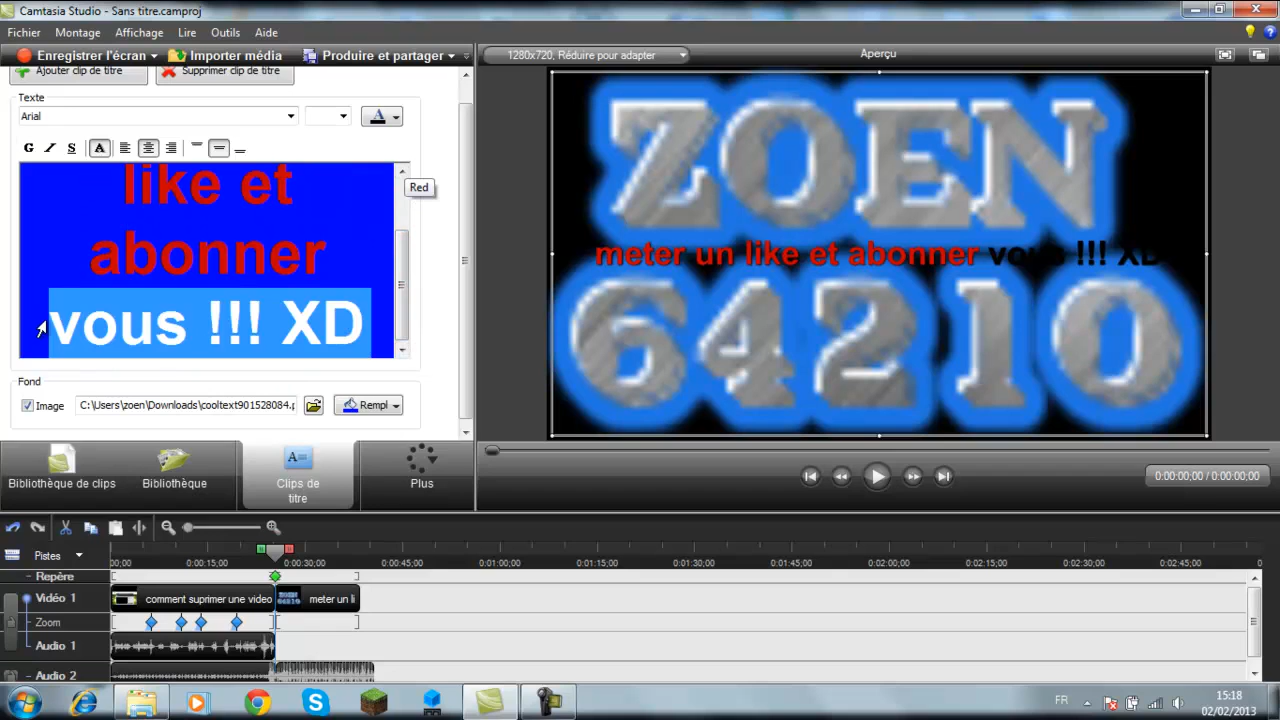 Camtasia Studio - Sans titre.camproj
Fichier Montage Affichage Lire Outils Aide
Enregistrer l'écran Importer média Produire et partager
1280x720, Réduire pour adapter
Aperçu
Ajouter clip de titre Supprimer clip de titre
Texte
Arial
A
G I S A
like et
abonner
vous !!! XD
Red
Fond
Image C:\Users\zoen\Downloads\cooltext901528084.p Rempl
ZOEN
meter un like et abonner vous !!! XD
64210
Bibliothèque de clips Bibliothèque Clips de titre Plus
0:00:00;00 / 0:00:00;00
Pistes
00;00 0:00:15;00 0:00:30;00 0:00:45;00 0:01:00;00 0:01:15;00 0:01:30;00 0:01:45;00 0:02:00;00 0:02:15;00 0:02:30;00 0:02:45;00
Repère
Vidéo 1 comment suprimer une video meter un li
Zoom
Audio 1
Audio 2
FR 15:18
02/02/2013